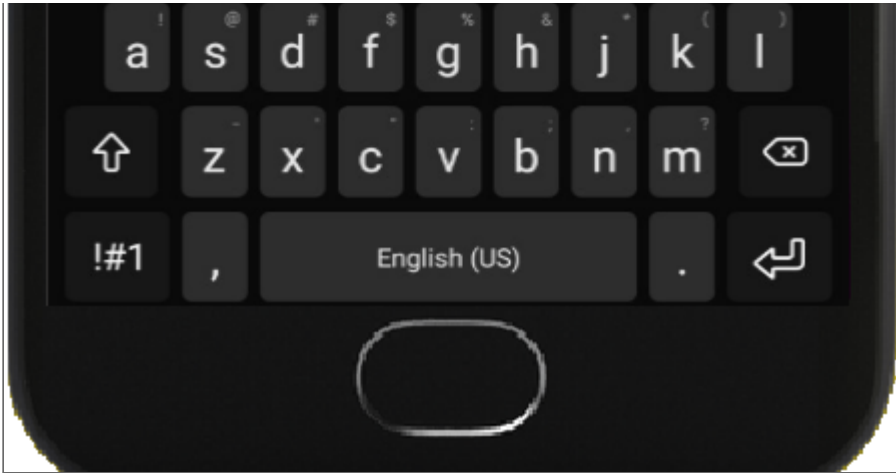 ! @ # $ % & * ( )
a s d f g h j k l
: ; ?
z x c v b n m
!#1 , English (US) .